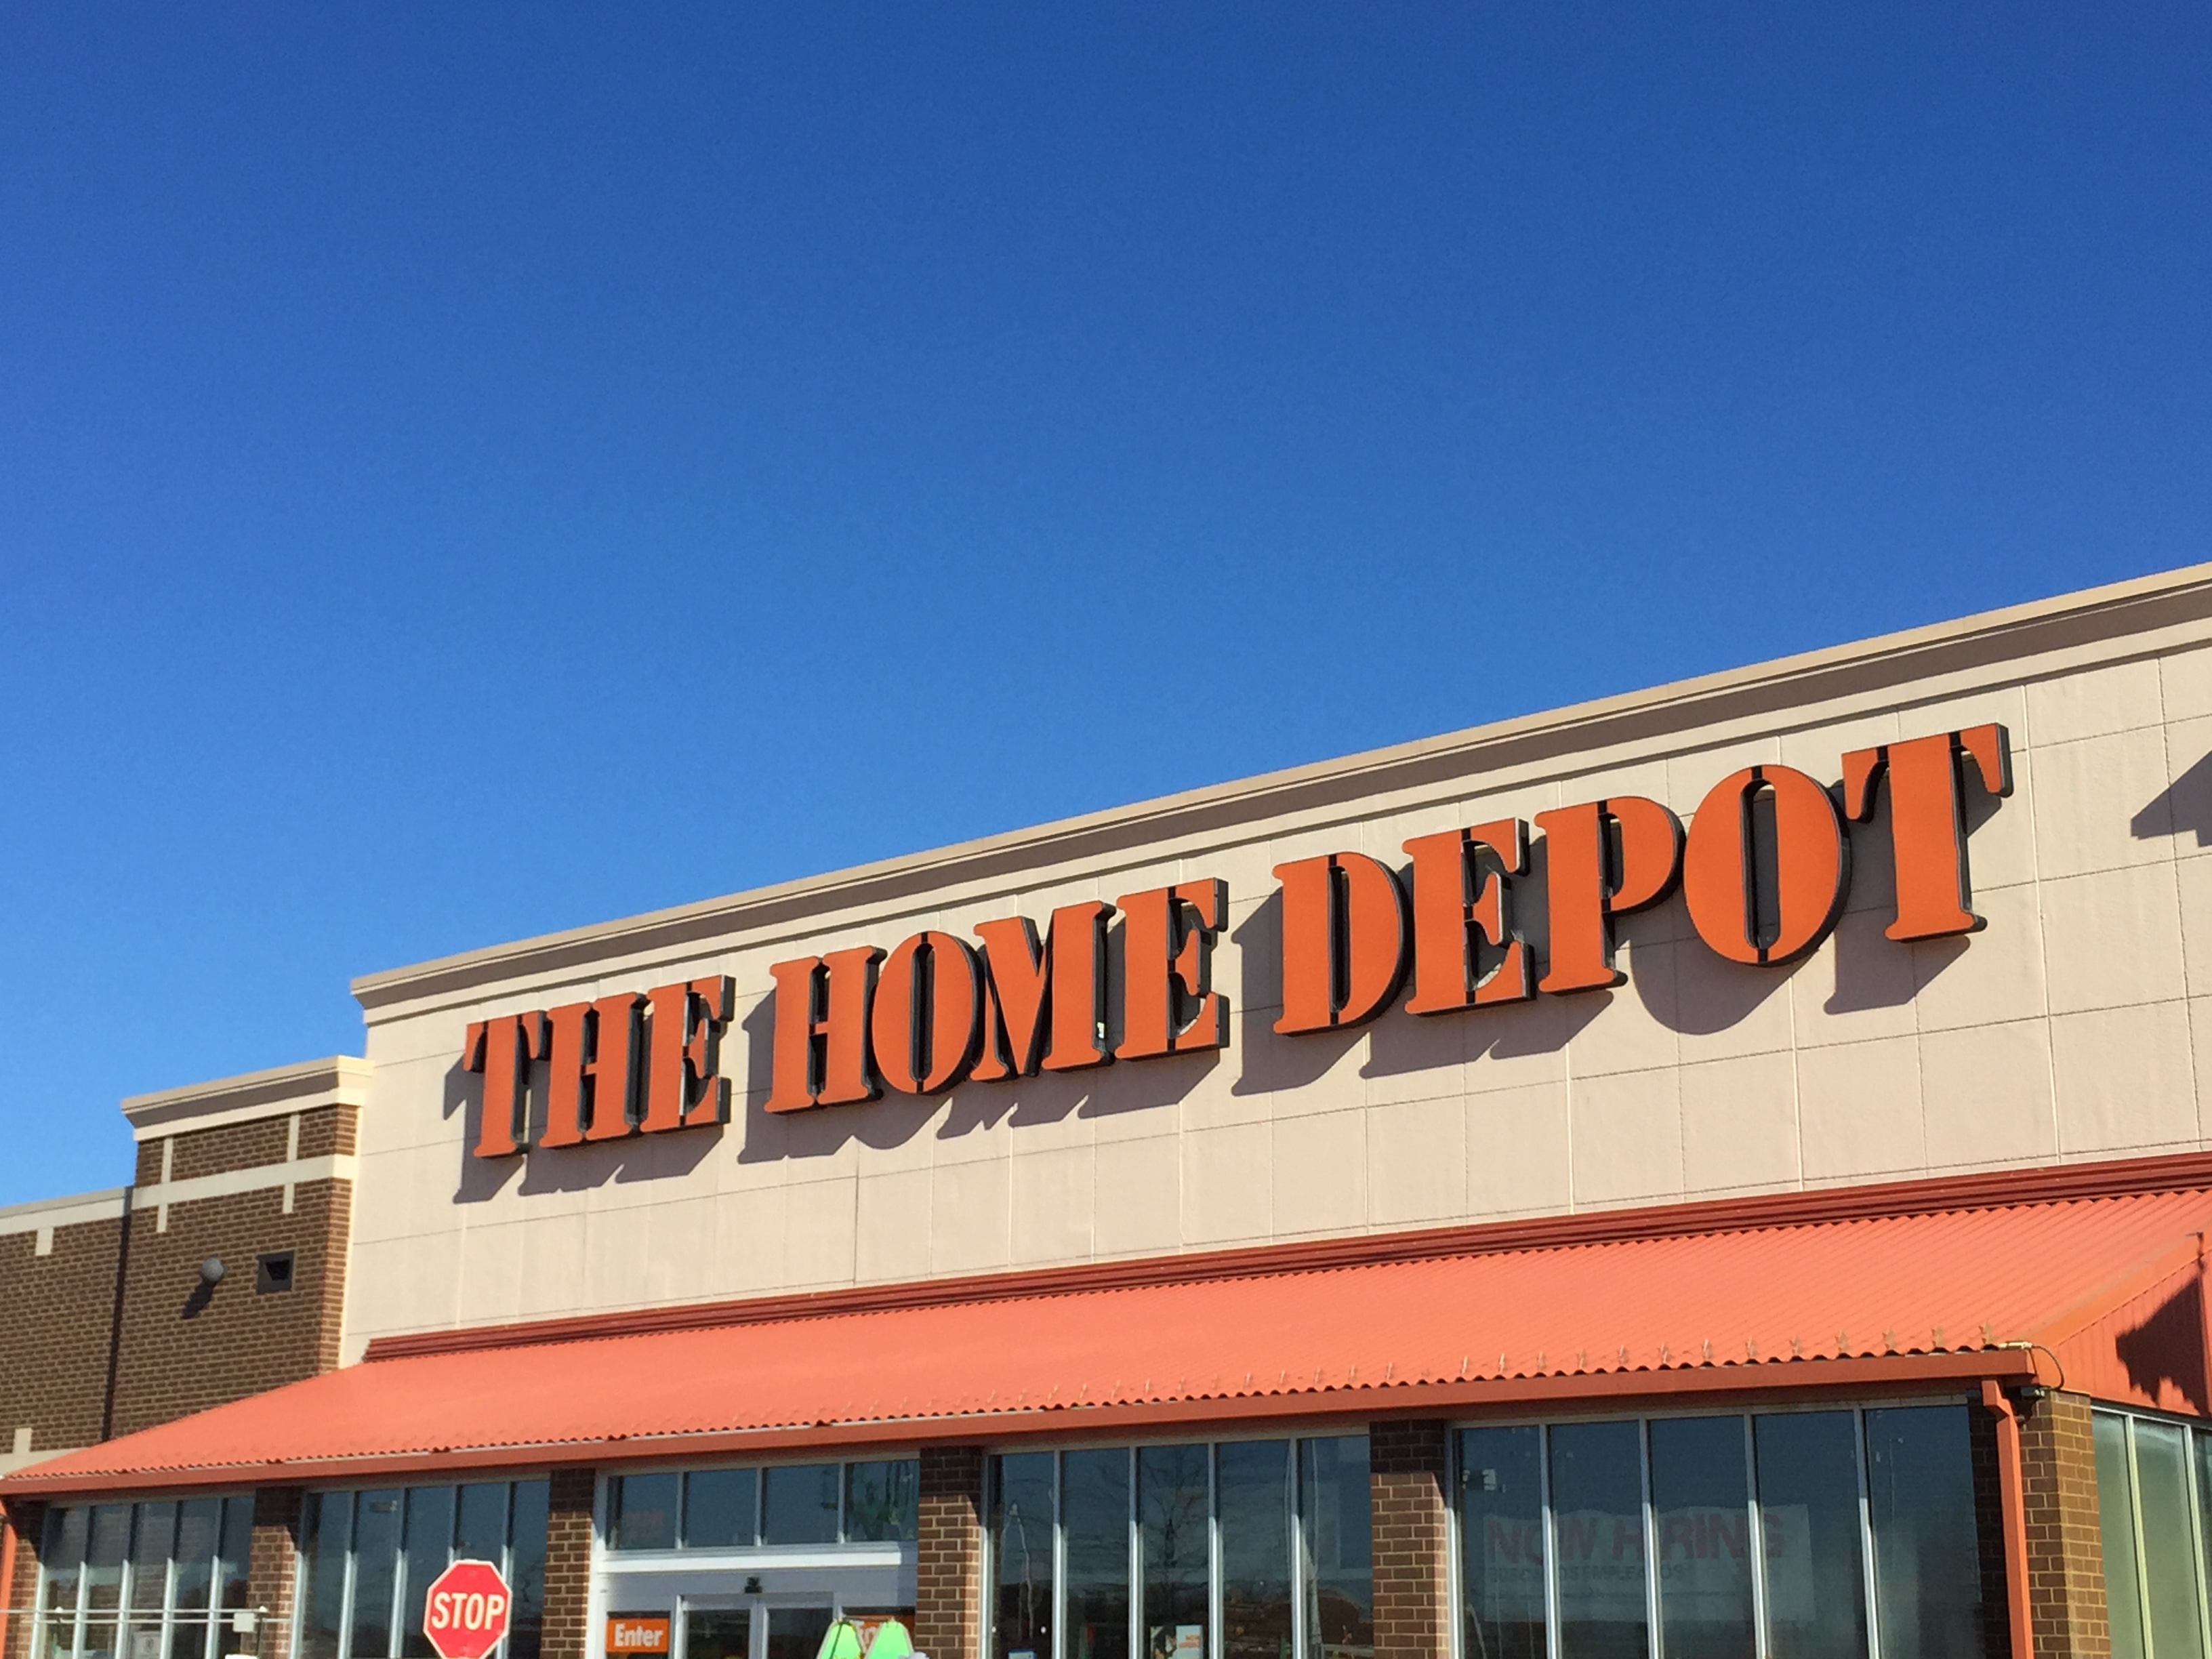 THE HOME DEPOT
NOW HIRING
STOP
Enter